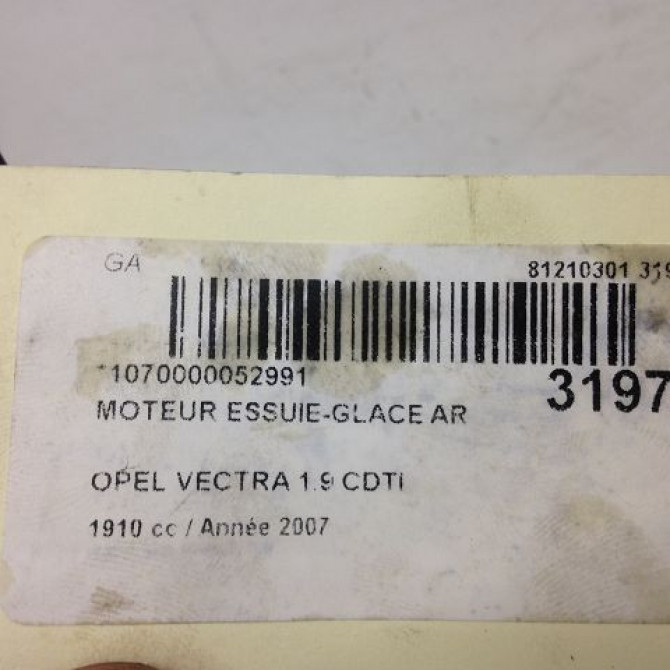 GA
81210301 319
*1070000052991*
3197
MOTEUR ESSUIE-GLACE AR
OPEL VECTRA 1.9 CDTI
1910 cc / Année 2007